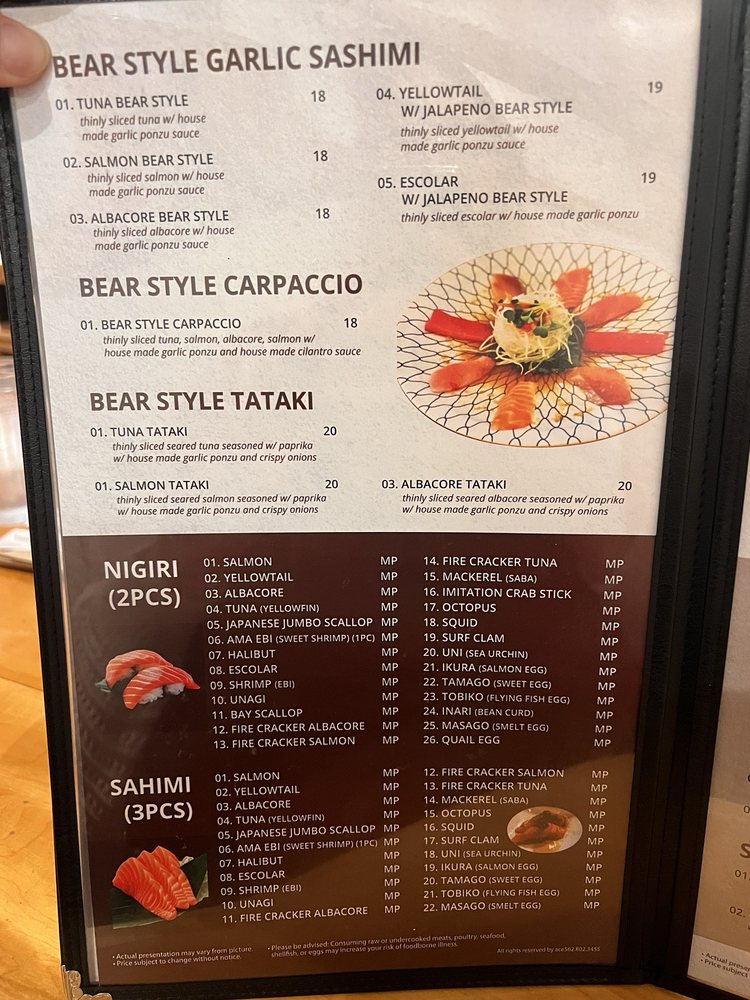 BEAR STYLE GARLIC SASHIMI
01. TUNA BEAR STYLE 18
thinly sliced tuna w/ house
made garlic ponzu sauce
02. SALMON BEAR STYLE 18
thinly sliced salmon w/ house
made garlic ponzu sauce
03. ALBACORE BEAR STYLE 18
thinly sliced albacore w/ house
made garlic ponzu sauce
04. YELLOWTAIL 19
W/ JALAPENO BEAR STYLE
thinly sliced yellowtail w/ house
made garlic ponzu sauce
05. ESCOLAR 19
W/ JALAPENO BEAR STYLE
thinly sliced escolar w/ house made garlic ponzu
BEAR STYLE CARPACCIO
01. BEAR STYLE CARPACCIO 18
thinly sliced tuna, salmon, albacore, salmon w/
house made garlic ponzu and house made cilantro sauce
BEAR STYLE TATAKI
01. TUNA TATAKI 20
thinly sliced seared tuna seasoned w/ paprika
w/ house made garlic ponzu and crispy onions
01. SALMON TATAKI 20
thinly sliced seared salmon seasoned w/ paprika
w/ house made garlic ponzu and crispy onions
03. ALBACORE TATAKI 20
thinly sliced seared albacore seasoned w/ paprika
w/ house made garlic ponzu and crispy onions
NIGIRI
(2PCS)
01. SALMON MP
02. YELLOWTAIL MP
03. ALBACORE MP
04. TUNA (YELLOWFIN) MP
05. JAPANESE JUMBO SCALLOP MP
06. AMA EBI (SWEET SHRIMP) (1PC) MP
07. HALIBUT MP
08. ESCOLAR MP
09. SHRIMP (EBI) MP
10. UNAGI MP
11. BAY SCALLOP MP
12. FIRE CRACKER ALBACORE MP
13. FIRE CRACKER SALMON MP
14. FIRE CRACKER TUNA MP
15. MACKEREL (SABA) MP
16. IMITATION CRAB STICK MP
17. OCTOPUS MP
18. SQUID MP
19. SURF CLAM MP
20. UNI (SEA URCHIN) MP
21. IKURA (SALMON EGG) MP
22. TAMAGO (SWEET EGG) MP
23. TOBIKO (FLYING FISH EGG) MP
24. INARI (BEAN CURD) MP
25. MASAGO (SMELT EGG) MP
26. QUAIL EGG MP
SAHIMI
(3PCS)
01. SALMON MP
02. YELLOWTAIL MP
03. ALBACORE MP
04. TUNA (YELLOWFIN) MP
05. JAPANESE JUMBO SCALLOP MP
06. AMA EBI (SWEET SHRIMP) (1PC) MP
07. HALIBUT MP
08. ESCOLAR MP
09. SHRIMP (EBI) MP
10. UNAGI MP
11. FIRE CRACKER ALBACORE MP
12. FIRE CRACKER SALMON MP
13. FIRE CRACKER TUNA MP
14. MACKEREL (SABA) MP
15. OCTOPUS MP
16. SQUID MP
17. SURF CLAM MP
18. UNI (SEA URCHIN) MP
19. IKURA (SALMON EGG) MP
20. TAMAGO (SWEET EGG) MP
21. TOBIKO (FLYING FISH EGG) MP
22. MASAGO (SMELT EGG) MP
• Actual presentation may vary from picture.
• Price subject to change without notice.
• Please be advised: Consuming raw or undercooked meats, poultry, seafood,
shellfish, or eggs may increase your risk of foodborne illness.
All rights reserved by ace562.802.3455
01.
02.
• Actual
• Price